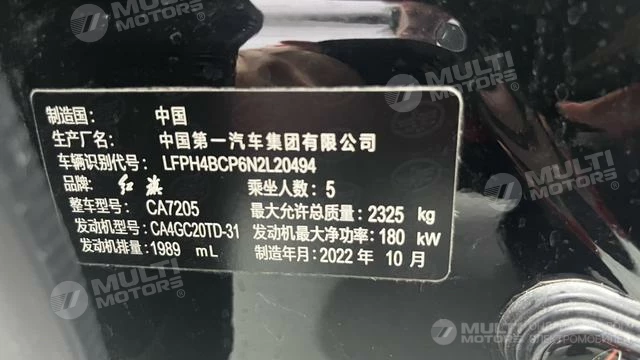 MULTI MOTORS®
MULTI MOTORS®
制造国： 中国
生产厂名： 中国第一汽车集团有限公司
车辆识别代号： LFPH4BCP6N2L20494
品牌： 红旗 乘坐人数： 5
整车型号： CA7205 最大允许总质量： 2325 kg
发动机型号： CA4GC20TD-31 发动机最大净功率： 180 kW
发动机排量： 1989 mL 制造年月： 2022 年 10 月
MULTI MOTORS®
MULTI
ЭЛЕКТРОМОБИЛЕЙ